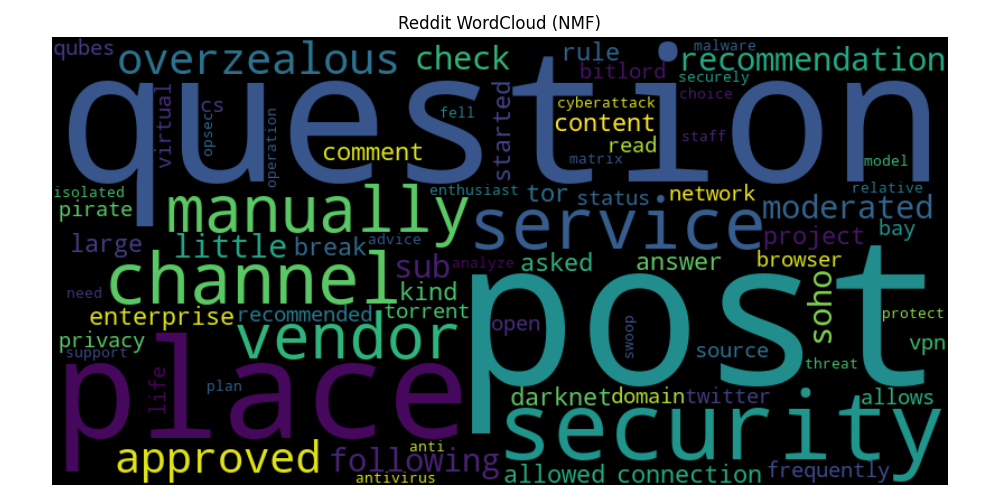 Reddit WordCloud (NMF)
qubes
overzealous
check
rule
malware
recommendation
bitlord
securely
question
virtual
cs
opsec
operation
started
fell
cyberattack
choice
content
staff
comment
read
matrix
model
isolated
enthusiast
tor
status
network
relative
pirate
manually
service
moderated
bay
large
little
break
advice
project
channel
sub
analyze
asked
answer
browser
need
kind
soho
enterprise
recommended
torrent
open
protect
privacy
vendor
swoop
source
vpn
support
post
threat
place
life
plan
darknet
domain
twitter
allows
security
approved
following
anti
antivirus
allowed
connection
frequently